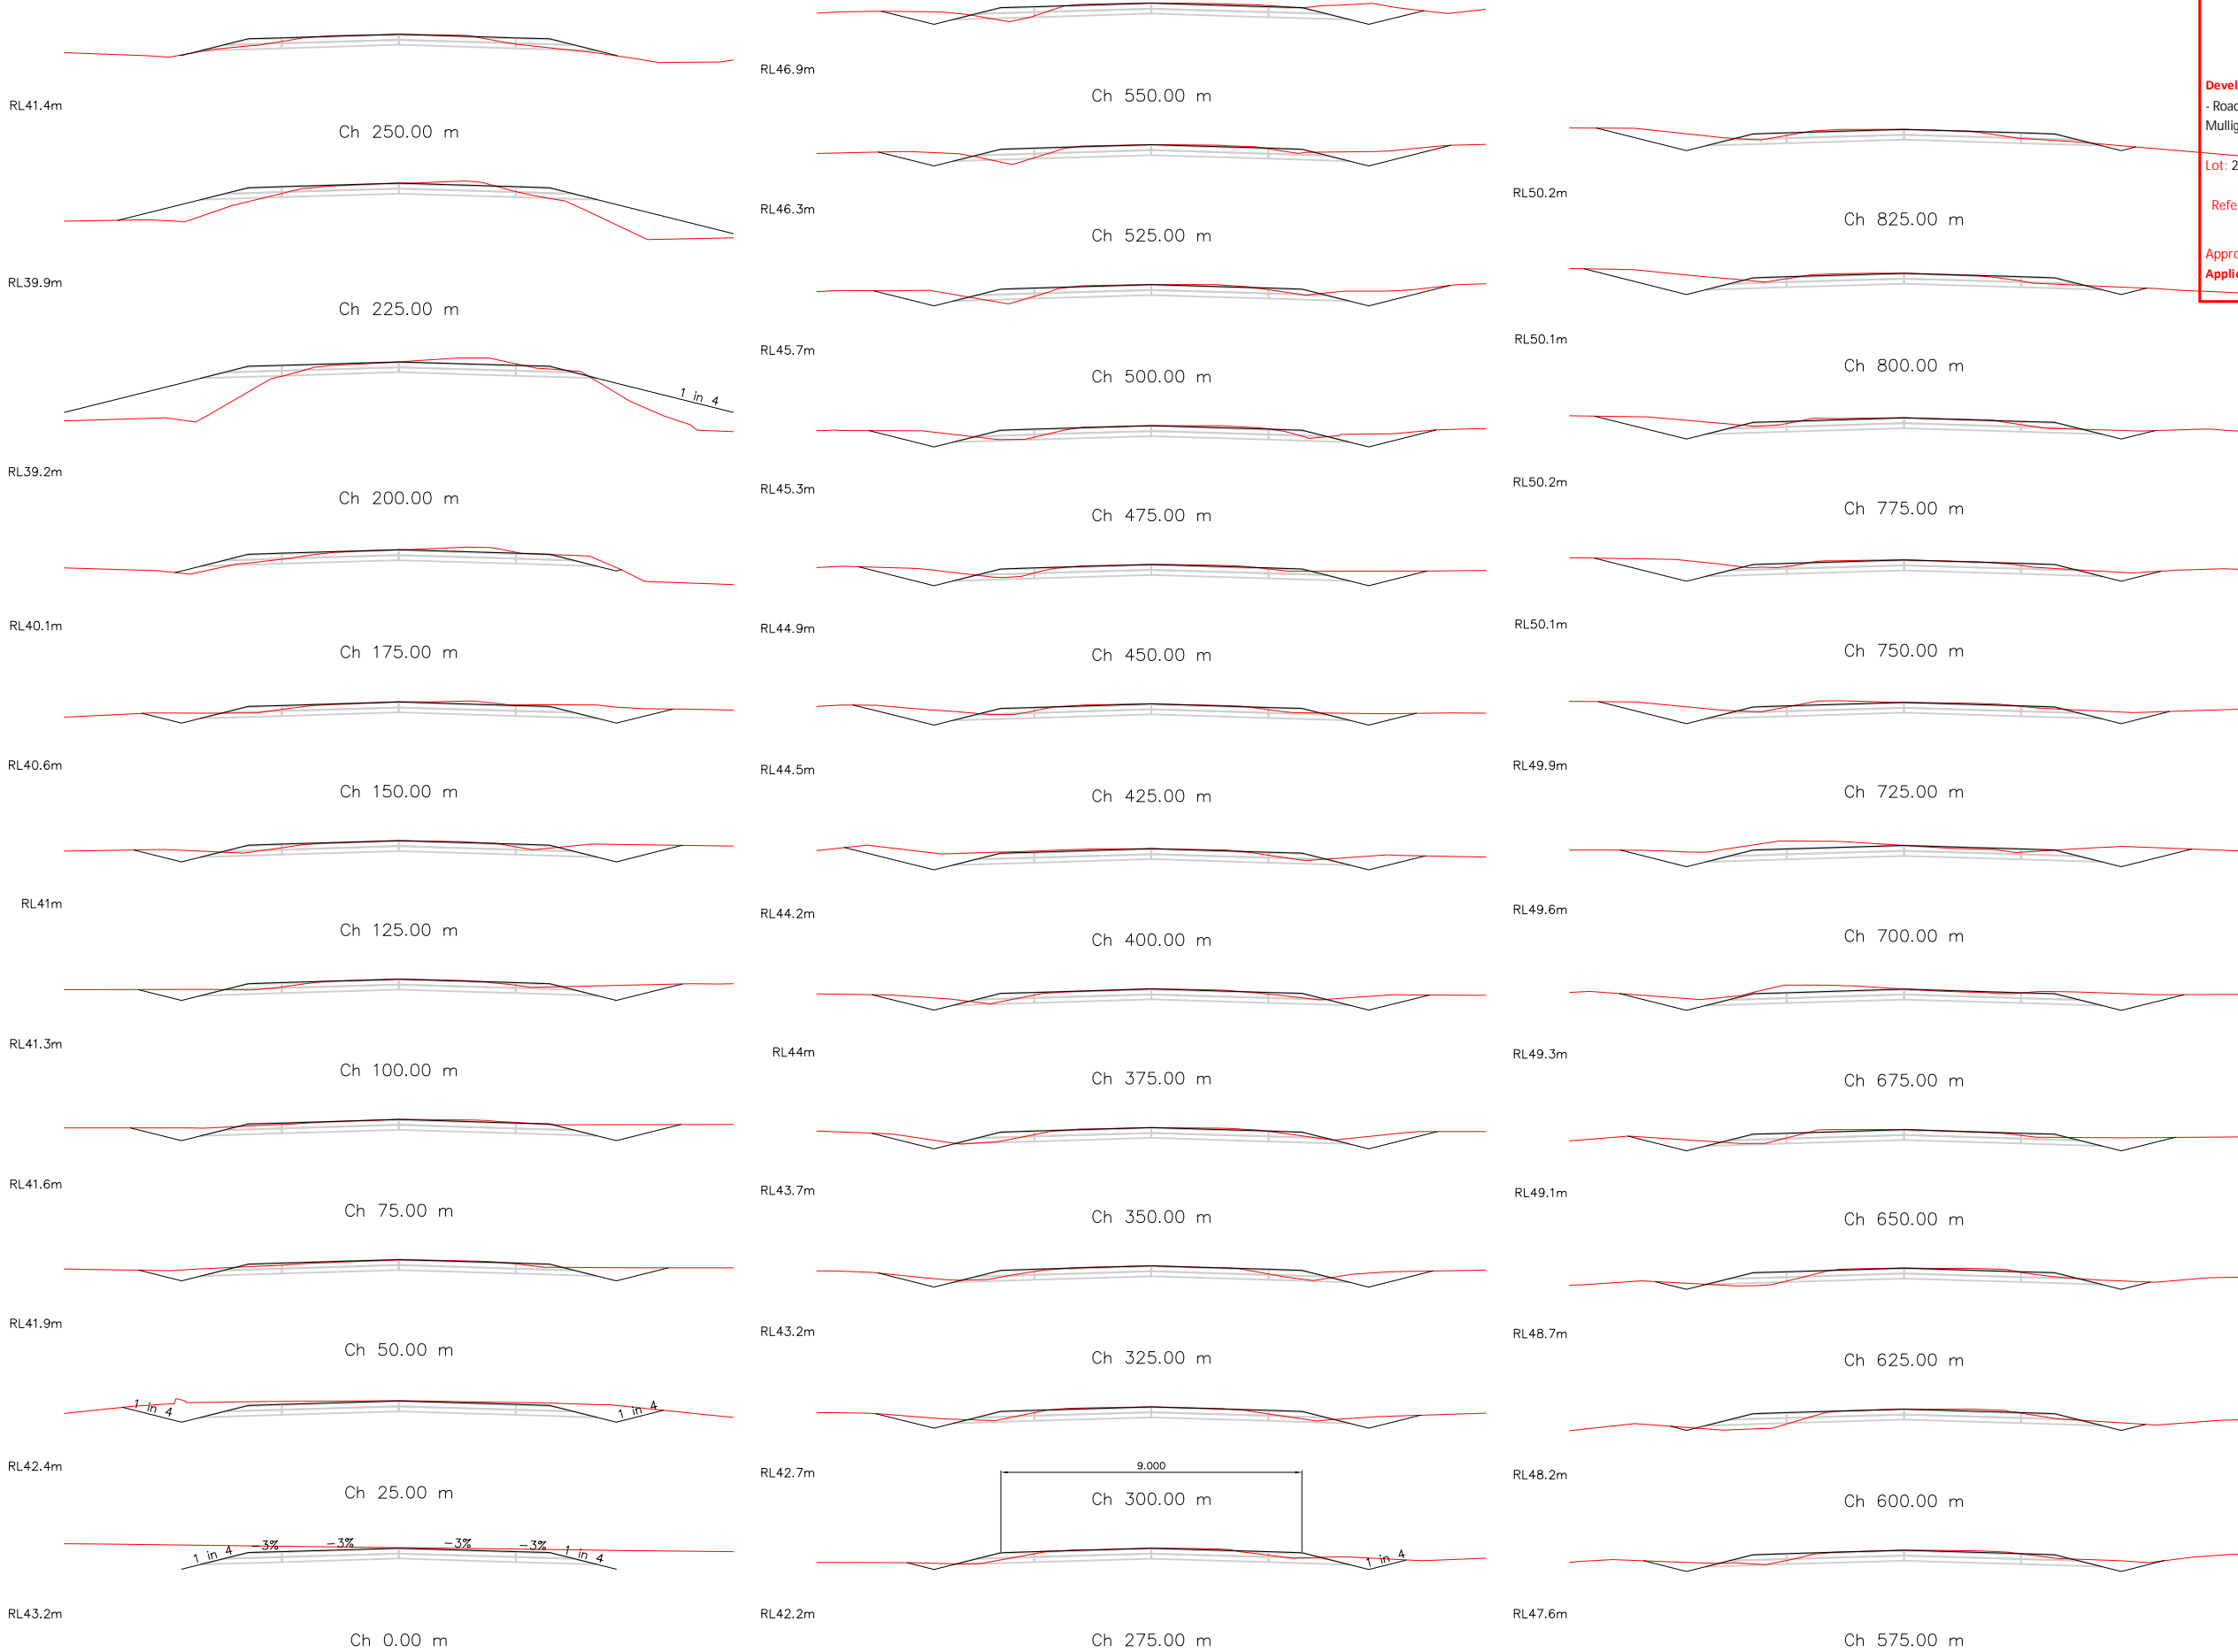 RL41.4m
Ch 250.00 m
RL39.9m
Ch 225.00 m
1 in 4
RL39.2m
Ch 200.00 m
RL40.1m
Ch 175.00 m
RL40.6m
Ch 150.00 m
RL41m
Ch 125.00 m
RL41.3m
Ch 100.00 m
RL41.6m
Ch 75.00 m
RL41.9m
Ch 50.00 m
1 in 4 1 in 4
RL42.4m
Ch 25.00 m
1 in 4 -3% -3% -3% -3% 1 in 4
RL43.2m
Ch 0.00 m
RL46.9m
Ch 550.00 m
RL46.3m
Ch 525.00 m
RL45.7m
Ch 500.00 m
RL45.3m
Ch 475.00 m
RL44.9m
Ch 450.00 m
RL44.5m
Ch 425.00 m
RL44.2m
Ch 400.00 m
RL44m
Ch 375.00 m
RL43.7m
Ch 350.00 m
RL43.2m
Ch 325.00 m
RL42.7m
9.000
Ch 300.00 m
1 in 4
RL42.2m
Ch 275.00 m
RL50.2m
Ch 825.00 m
RL50.1m
Ch 800.00 m
RL50.2m
Ch 775.00 m
RL50.1m
Ch 750.00 m
RL49.9m
Ch 725.00 m
RL49.6m
Ch 700.00 m
RL49.3m
Ch 675.00 m
RL49.1m
Ch 650.00 m
RL48.7m
Ch 625.00 m
RL48.2m
Ch 600.00 m
RL47.6m
Ch 575.00 m
Devel
- Road
Mullig
Lot: 2
Refe
Appro
Applic